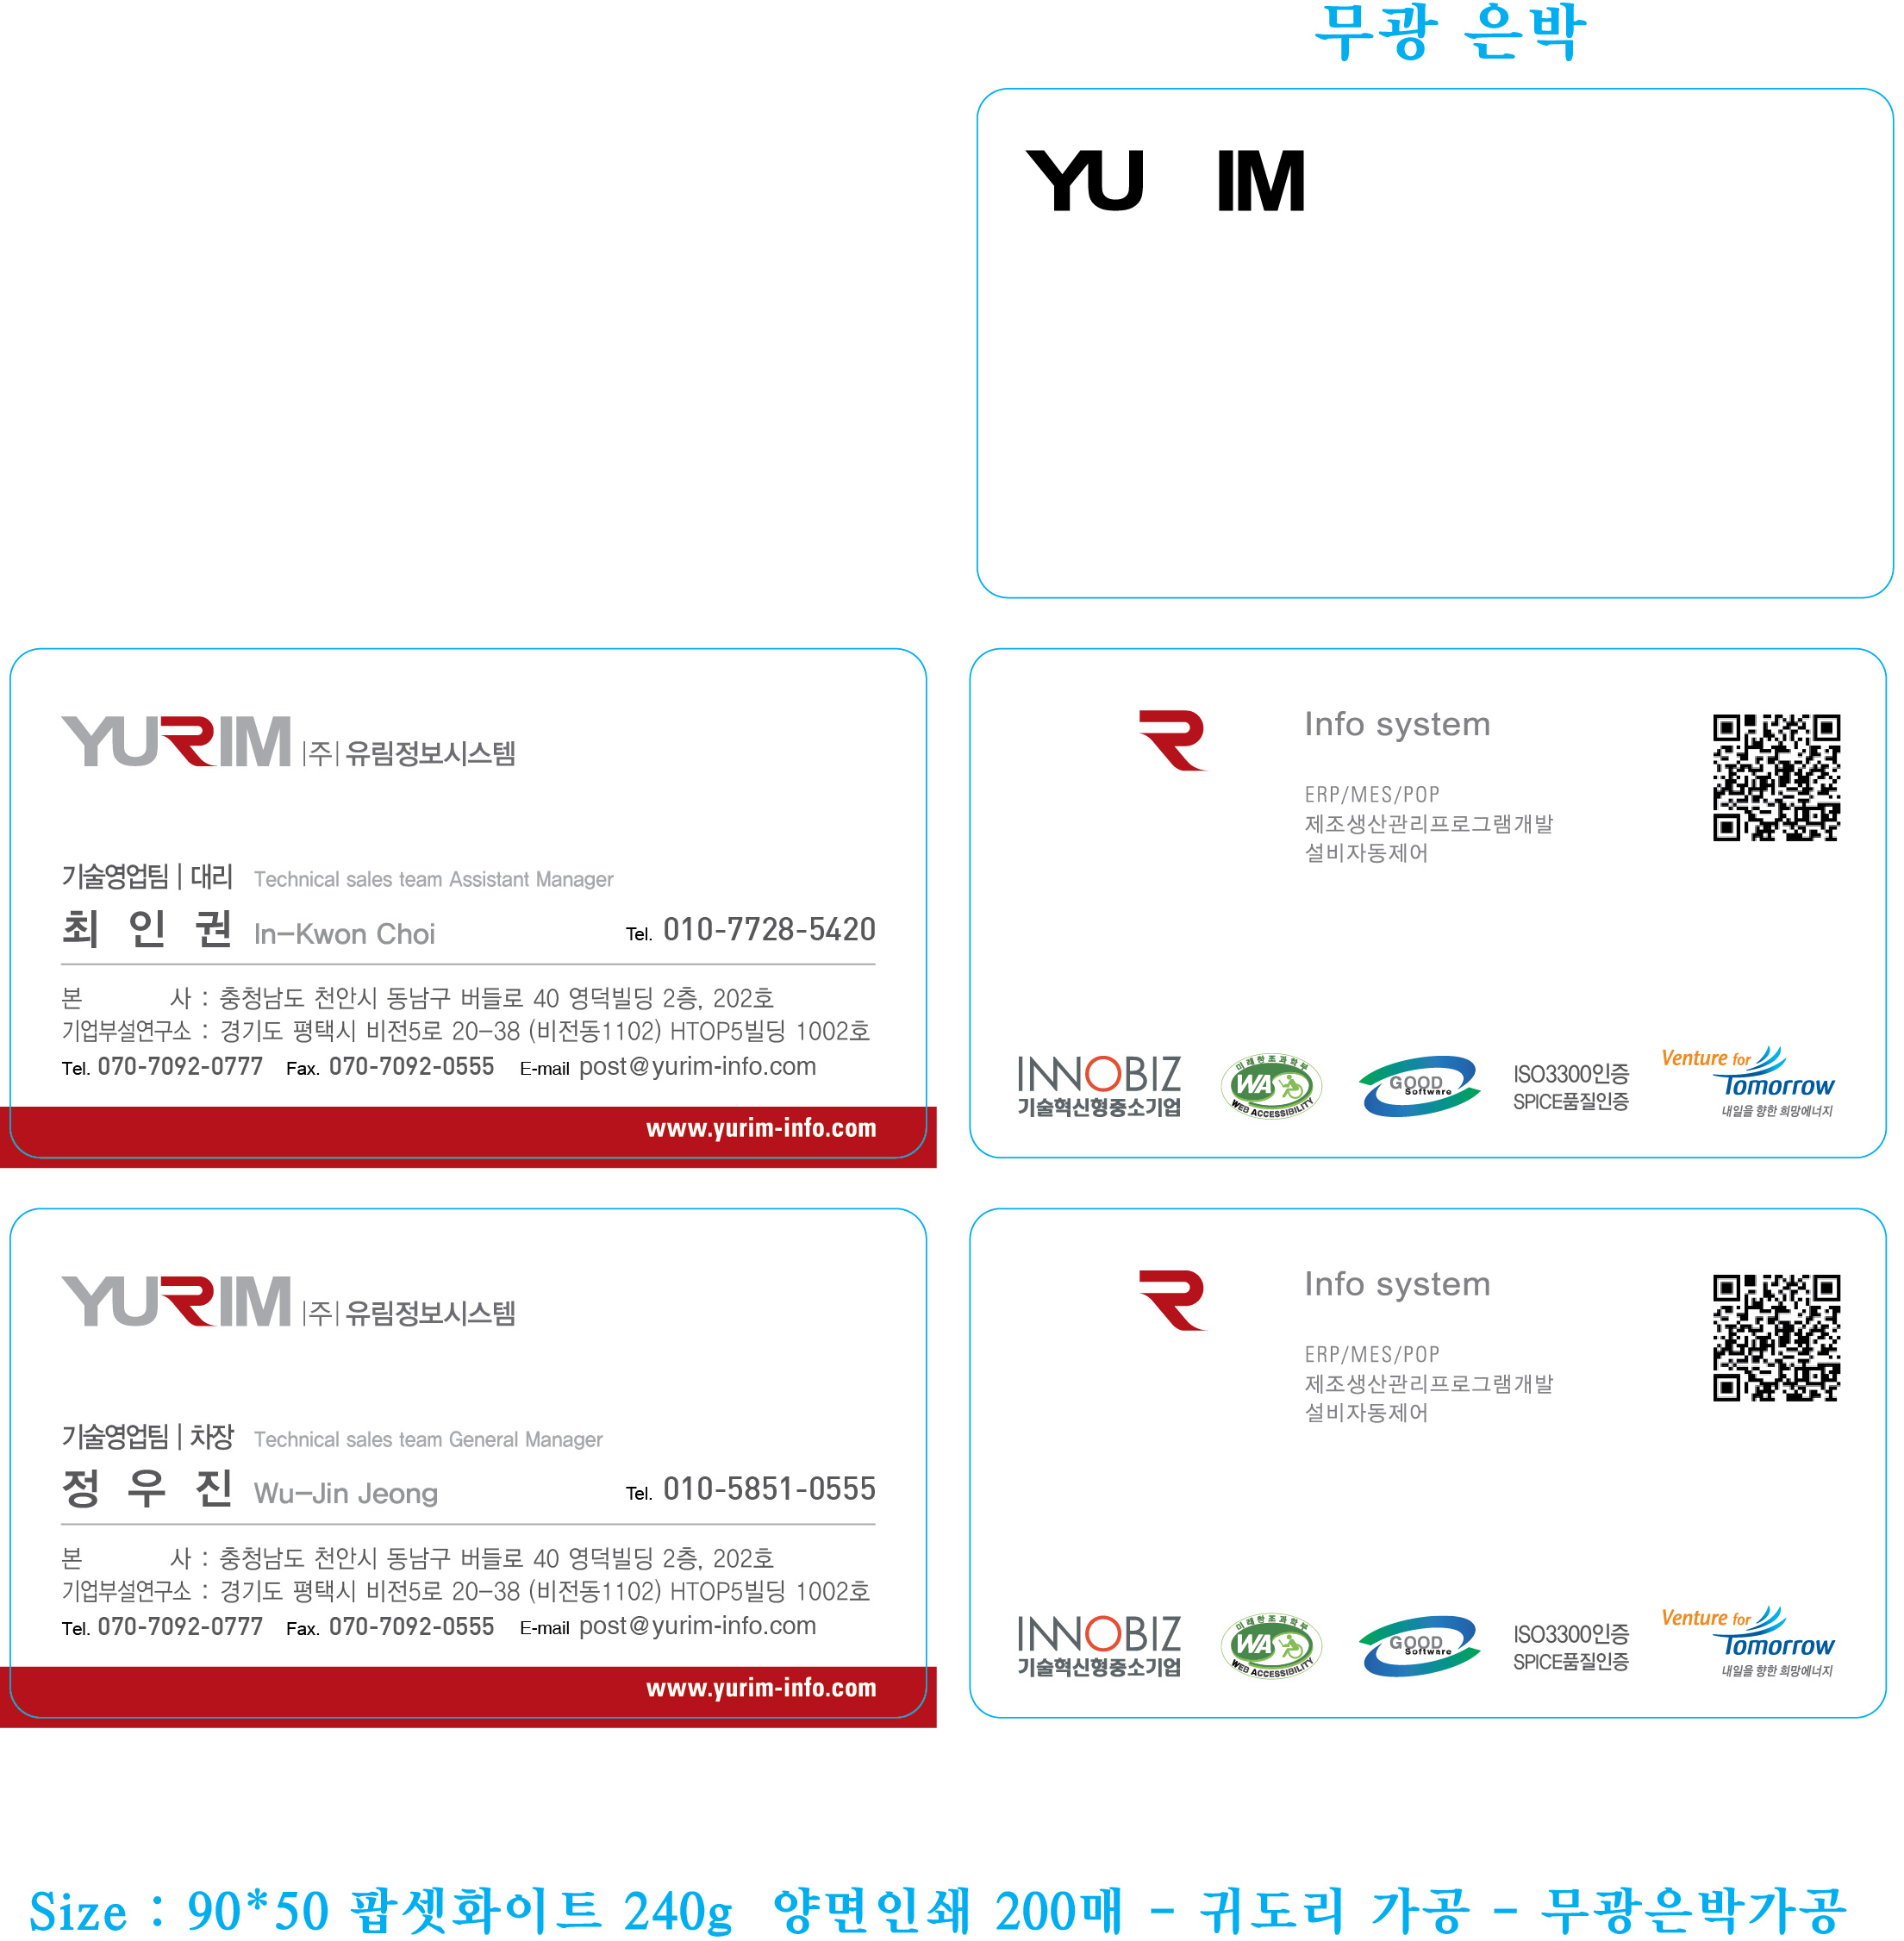 무광 은박
YU IM
YURIM |주| 유림정보시스템
기술영업팀 | 대리 Technical sales team Assistant Manager
최 인 권 In-Kwon Choi Tel. 010-7728-5420
본 사 : 충청남도 천안시 동남구 버들로 40 영덕빌딩 2층, 202호
기업부설연구소 : 경기도 평택시 비전5로 20-38 (비전동1102) HTOP5빌딩 1002호
Tel. 070-7092-0777 Fax. 070-7092-0555 E-mail post@yurim-info.com
www.yurim-info.com
R Info system
ERP/MES/POP
제조생산관리프로그램개발
설비자동제어
INNOBIZ
기술혁신형중소기업
미래창조과학부
WA
WEB ACCESSIBILITY
GOOD
Software
ISO3300인증
SPICE품질인증
Venture for
Tomorrow
내일을 향한 희망에너지
YURIM |주| 유림정보시스템
기술영업팀 | 차장 Technical sales team General Manager
정 우 진 Wu-Jin Jeong Tel. 010-5851-0555
본 사 : 충청남도 천안시 동남구 버들로 40 영덕빌딩 2층, 202호
기업부설연구소 : 경기도 평택시 비전5로 20-38 (비전동1102) HTOP5빌딩 1002호
Tel. 070-7092-0777 Fax. 070-7092-0555 E-mail post@yurim-info.com
www.yurim-info.com
R Info system
ERP/MES/POP
제조생산관리프로그램개발
설비자동제어
INNOBIZ
기술혁신형중소기업
미래창조과학부
WA
WEB ACCESSIBILITY
GOOD
Software
ISO3300인증
SPICE품질인증
Venture for
Tomorrow
내일을 향한 희망에너지
Size : 90*50 팝셋화이트 240g 양면인쇄 200매 - 귀도리 가공 - 무광은박가공